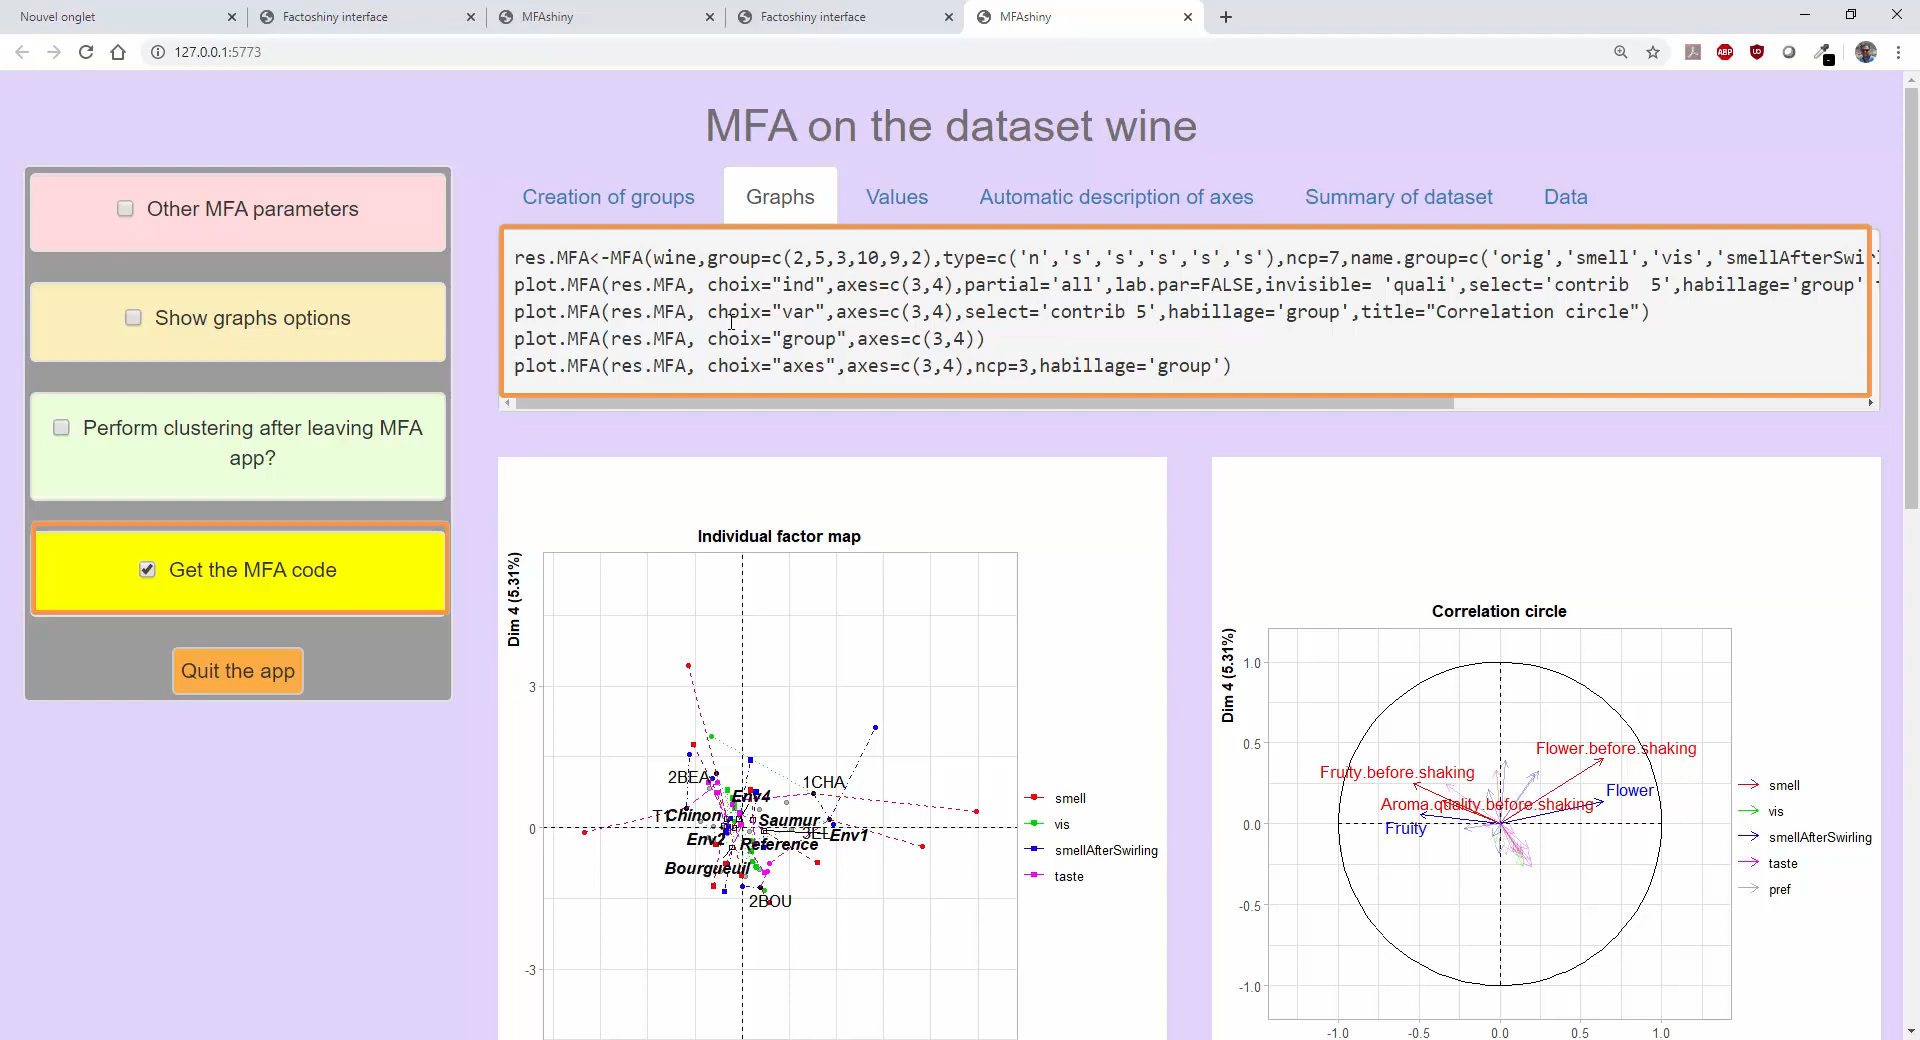 Nouvel onglet
Factoshiny interface
MFAshiny
Factoshiny interface
MFAshiny
127.0.0.1:5773
ABP
MFA on the dataset wine
Other MFA parameters
Show graphs options
Perform clustering after leaving MFA
app?
Get the MFA code
Quit the app
Creation of groups
Graphs
Values
Automatic description of axes
Summary of dataset
Data
res.MFA<-MFA(wine,group=c(2,5,3,10,9,2),type=c('n','s','s','s','s','s'),ncp=7,name.group=c('orig','smell','vis','smellAfterSwirl
plot.MFA(res.MFA, choix="ind",axes=c(3,4),partial='all',lab.par=FALSE,invisible= 'quali',select='contrib  5',habillage='group'
plot.MFA(res.MFA, choix="var",axes=c(3,4),select='contrib 5',habillage='group',title="Correlation circle")
plot.MFA(res.MFA, choix="group",axes=c(3,4))
plot.MFA(res.MFA, choix="axes",axes=c(3,4),ncp=3,habillage='group')
Individual factor map
Dim 4 (5.31%)
3
0
-3
2BEA
1CHA
Env4
T1
Chinon
Saumur
3EL
Env1
Env2
Reference
Bourgueuil
2BOU
smell
vis
smellAfterSwirling
taste
Correlation circle
Dim 4 (5.31%)
1.0
0.5
0.0
-0.5
-1.0
Flower.before.shaking
Fruity.before.shaking
Flower
Aroma.quality.before.shaking
Fruity
-1.0
-0.5
0.0
0.5
1.0
smell
vis
smellAfterSwirling
taste
pref